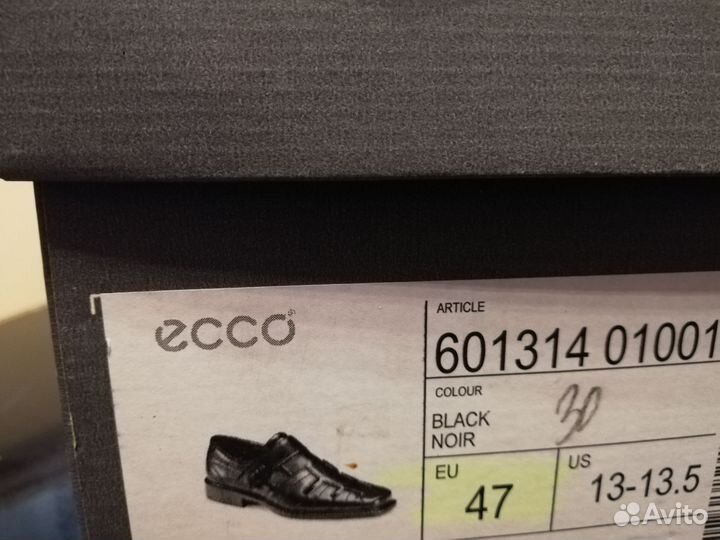 ecco
ARTICLE
601314 01001
COLOUR
BLACK
NOIR
30
EU
47
US
13-13.5
Avito